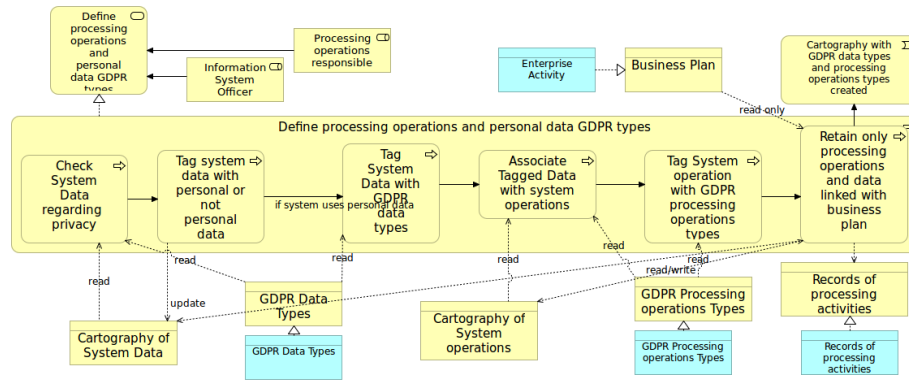 Define
processing
operations
and
personal
data GDPR
types
Processing
operations
responsible
Information
System
Officer
Enterprise
Activity
Business Plan
Cartography with
GDPR data types
and processing
operations types
created
read only
Define processing operations and personal data GDPR types
Check
System
Data
regarding
privacy
Tag system
data with
personal or
not
personal
data
if system uses personal data
Tag
System
Data with
GDPR
data
types
Associate
Tagged Data
with system
operations
Tag System
operation
with GDPR
processing
operations
types
Retain only
processing
operations
and data
linked with
business
plan
read
read
read
read
read
read
read/write
update
Cartography of
System Data
GDPR Data
Types
GDPR Data Types
Cartography of
System
operations
GDPR Processing
operations Types
GDPR Processing
operations Types
Records of
processing
activities
Records of
processing
activities